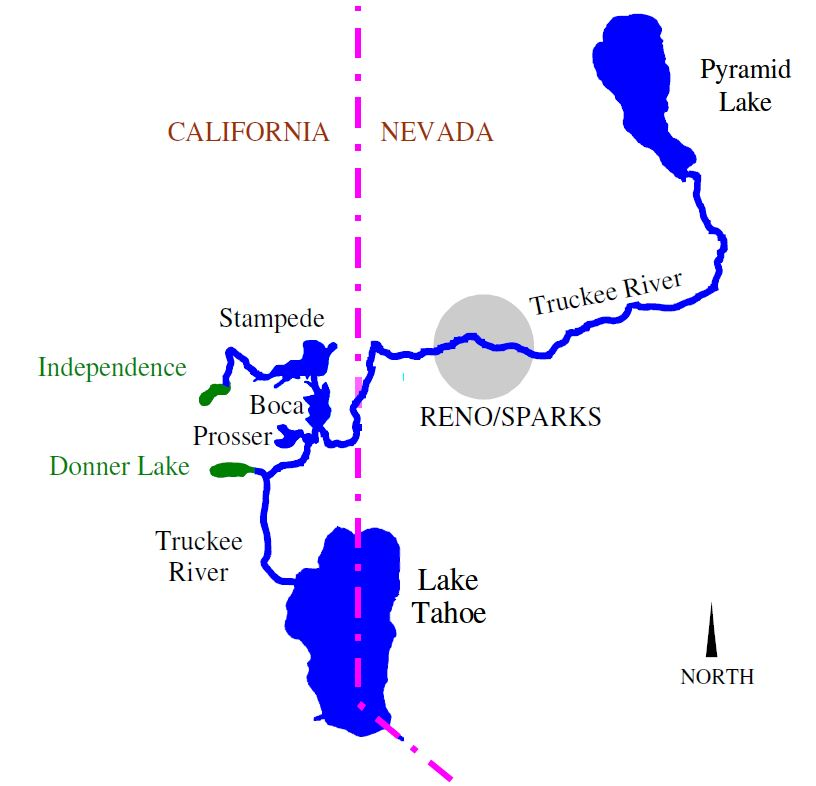 Pyramid
Lake
CALIFORNIA
NEVADA
Truckee River
Stampede
Independence
Boca
RENO/SPARKS
Prosser
Donner Lake
Truckee
River
Lake
Tahoe
NORTH